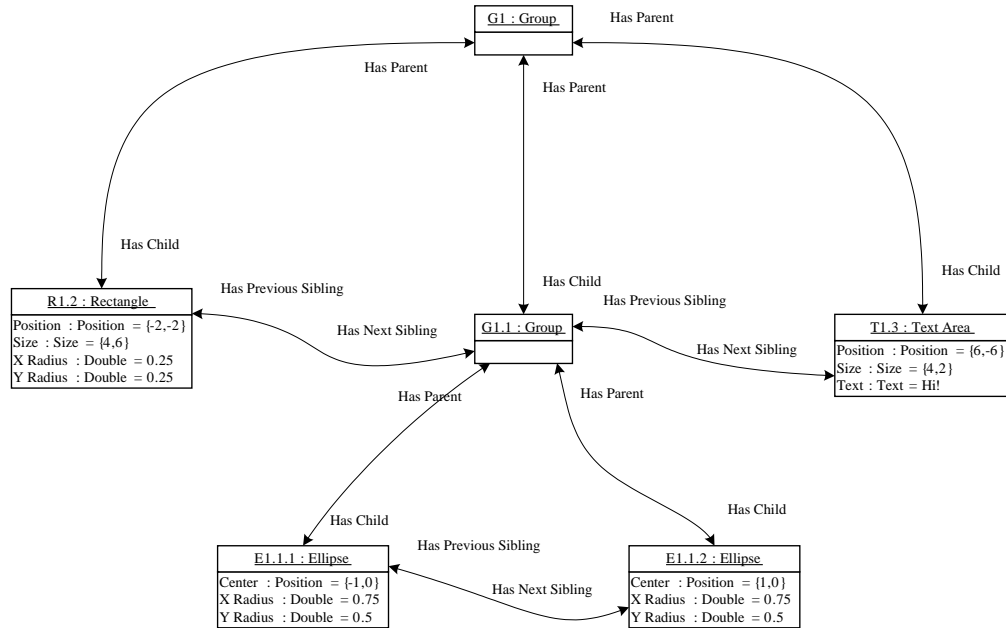 G1 : Group
Has Parent
Has Parent
Has Parent
Has Child
Has Child
Has Child
R1.2 : Rectangle
Position : Position = {-2,-2}
Size : Size = {4,6}
X Radius : Double = 0.25
Y Radius : Double = 0.25
Has Previous Sibling
Has Next Sibling
G1.1 : Group
Has Previous Sibling
Has Next Sibling
T1.3 : Text Area
Position : Position = {6,-6}
Size : Size = {4,2}
Text : Text = Hi!
Has Parent
Has Parent
Has Child
Has Child
E1.1.1 : Ellipse
Center : Position = {-1,0}
X Radius : Double = 0.75
Y Radius : Double = 0.5
Has Previous Sibling
Has Next Sibling
E1.1.2 : Ellipse
Center : Position = {1,0}
X Radius : Double = 0.75
Y Radius : Double = 0.5